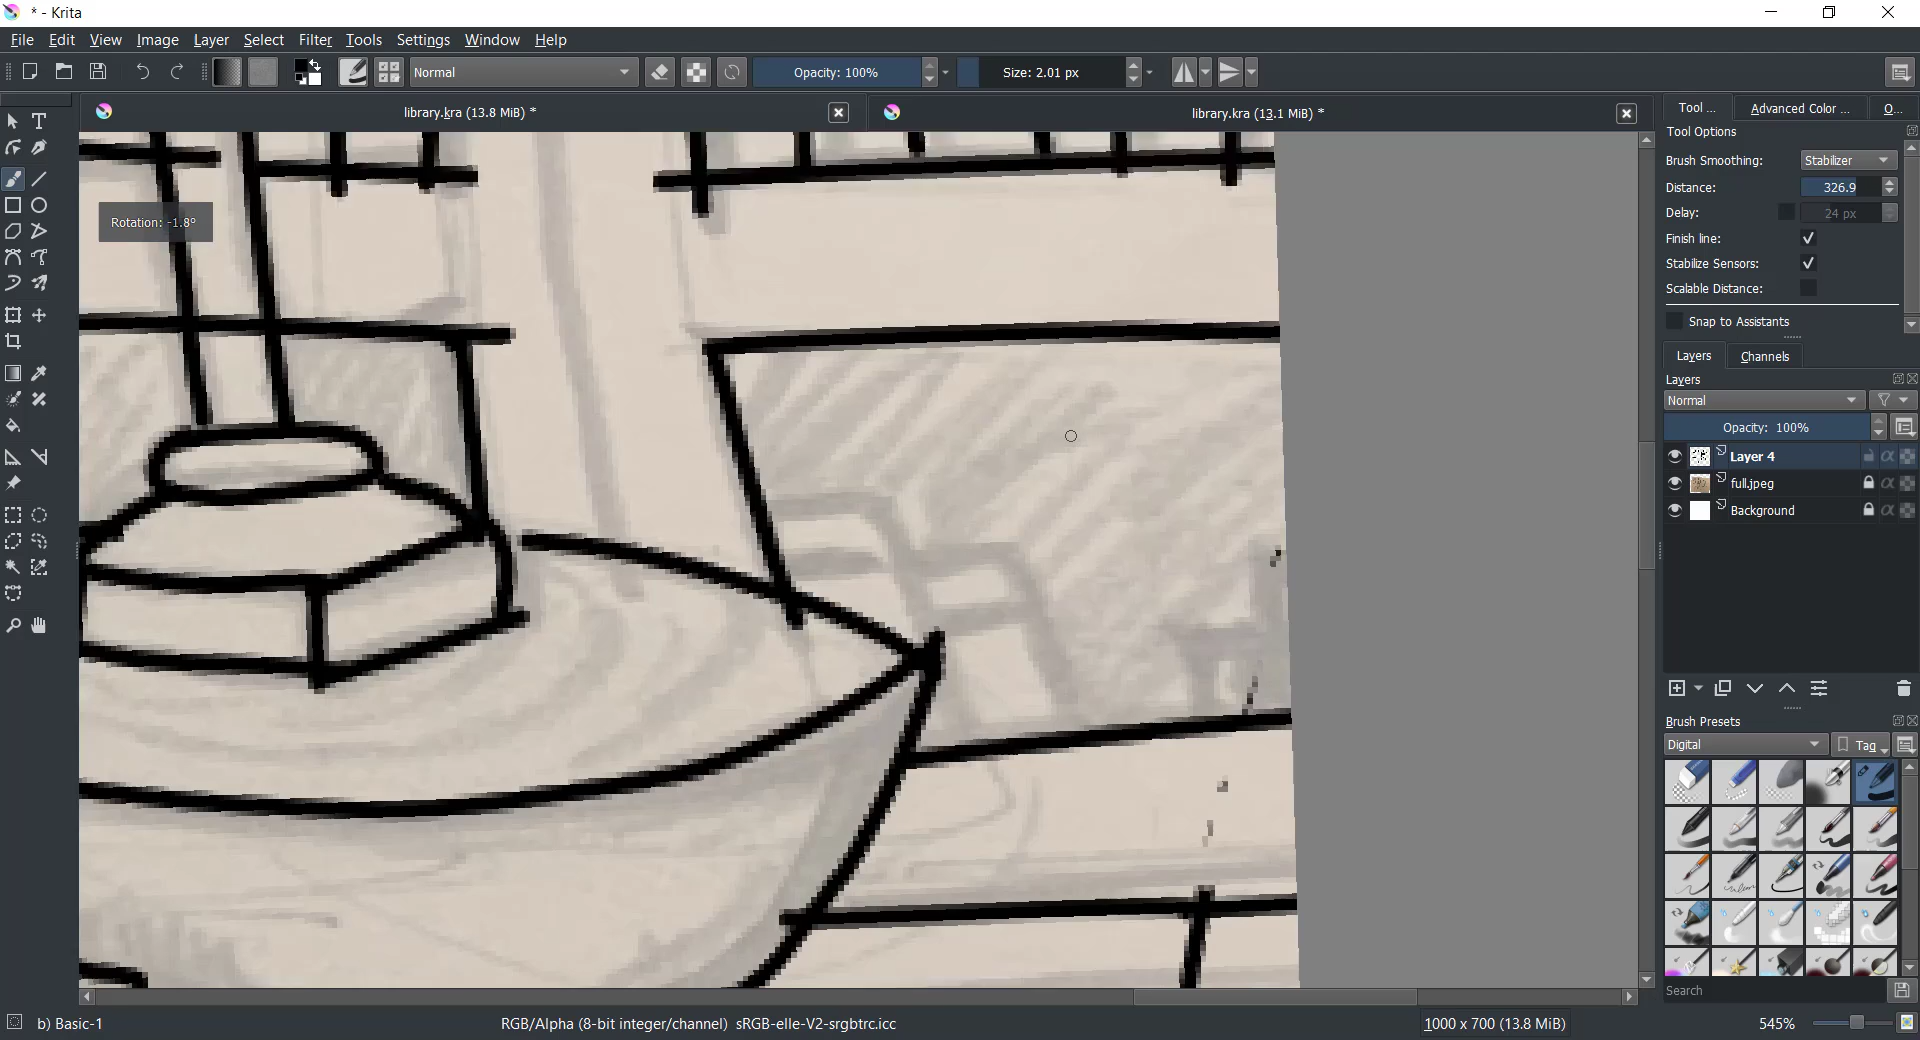 * - Krita
File Edit View Image Layer Select Filter Tools Settings Window Help
Normal Opacity: 100% Size: 2.01 px
library.kra (13.8 MiB) * library.kra (13.1 MiB) *
Tool ... Advanced Color ... O...
Tool Options
Brush Smoothing: Stabilizer
Distance: 326.9
Delay: 24 px
Rotation: -1.8°
Finish line:
Stabilize Sensors:
Scalable Distance:
Snap to Assistants
Layers Channels
Layers
Normal
Opacity: 100%
Layer 4
full.jpeg
Background
Brush Presets
Digital Tag
Search
b) Basic-1 RGB/Alpha (8-bit integer/channel) sRGB-elle-V2-srgbtrc.icc 1000 x 700 (13.8 MiB) 545%